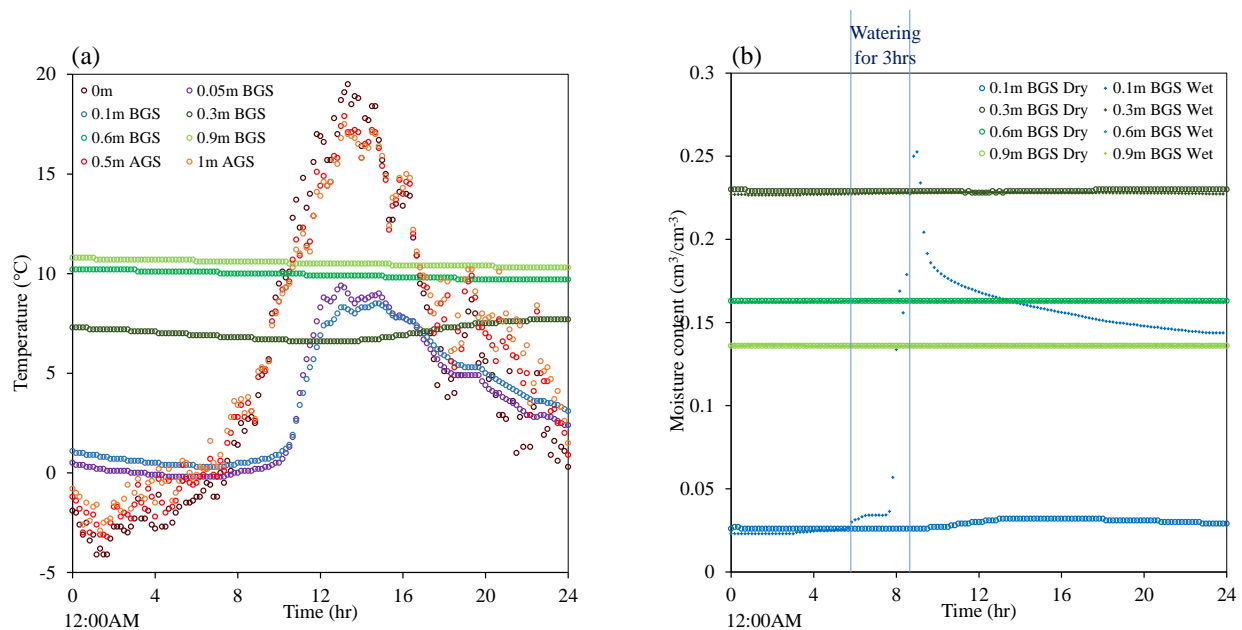 (a)
20
15
10
5
0
-5
Temperature (℃)
0m
0.05m BGS
0.1m BGS
0.3m BGS
0.6m BGS
0.9m BGS
0.5m AGS
1m AGS
0
4
8
12
16
20
24
12:00AM
Time (hr)
Watering
for 3hrs
(b)
0.3
0.25
0.2
0.15
0.1
0.05
0
Moisture content (cm³/cm⁻³)
0.1m BGS Dry
0.1m BGS Wet
0.3m BGS Dry
0.3m BGS Wet
0.6m BGS Dry
0.6m BGS Wet
0.9m BGS Dry
0.9m BGS Wet
0
4
8
12
16
20
24
12:00AM
Time (hr)